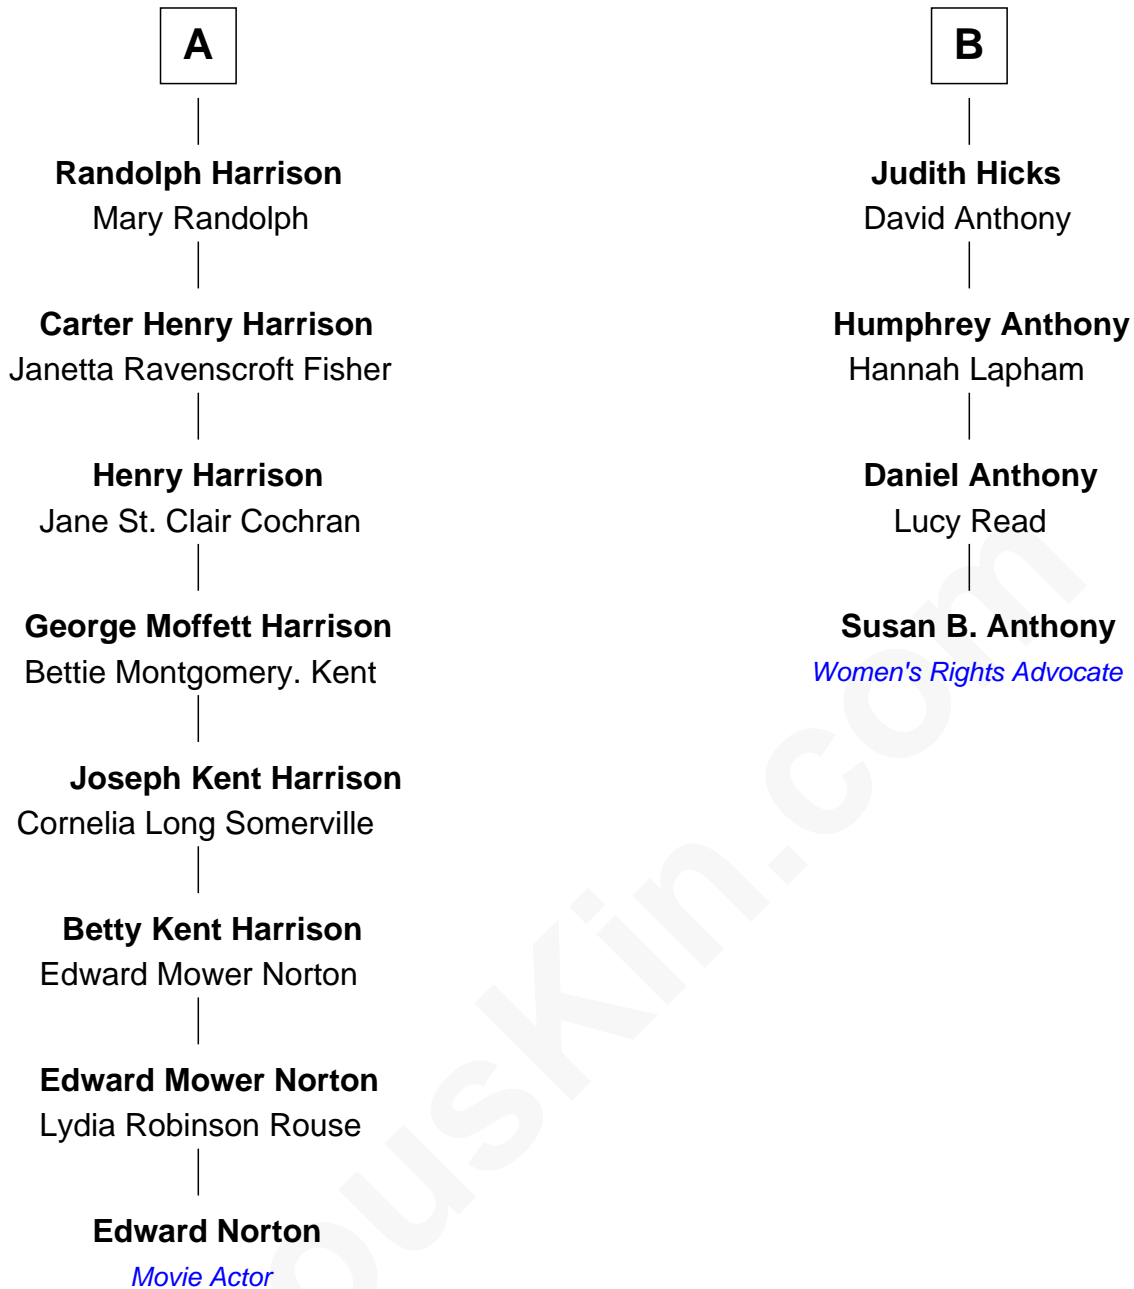 A
Randolph Harrison
Mary Randolph
Carter Henry Harrison
Janetta Ravenscroft Fisher
Henry Harrison
Jane St. Clair Cochran
George Moffett Harrison
Bettie Montgomery. Kent
Joseph Kent Harrison
Cornelia Long Somerville
Betty Kent Harrison
Edward Mower Norton
Edward Mower Norton
Lydia Robinson Rouse
Edward Norton
Movie Actor
B
Judith Hicks
David Anthony
Humphrey Anthony
Hannah Lapham
Daniel Anthony
Lucy Read
Susan B. Anthony
Women's Rights Advocate
ousKin.com